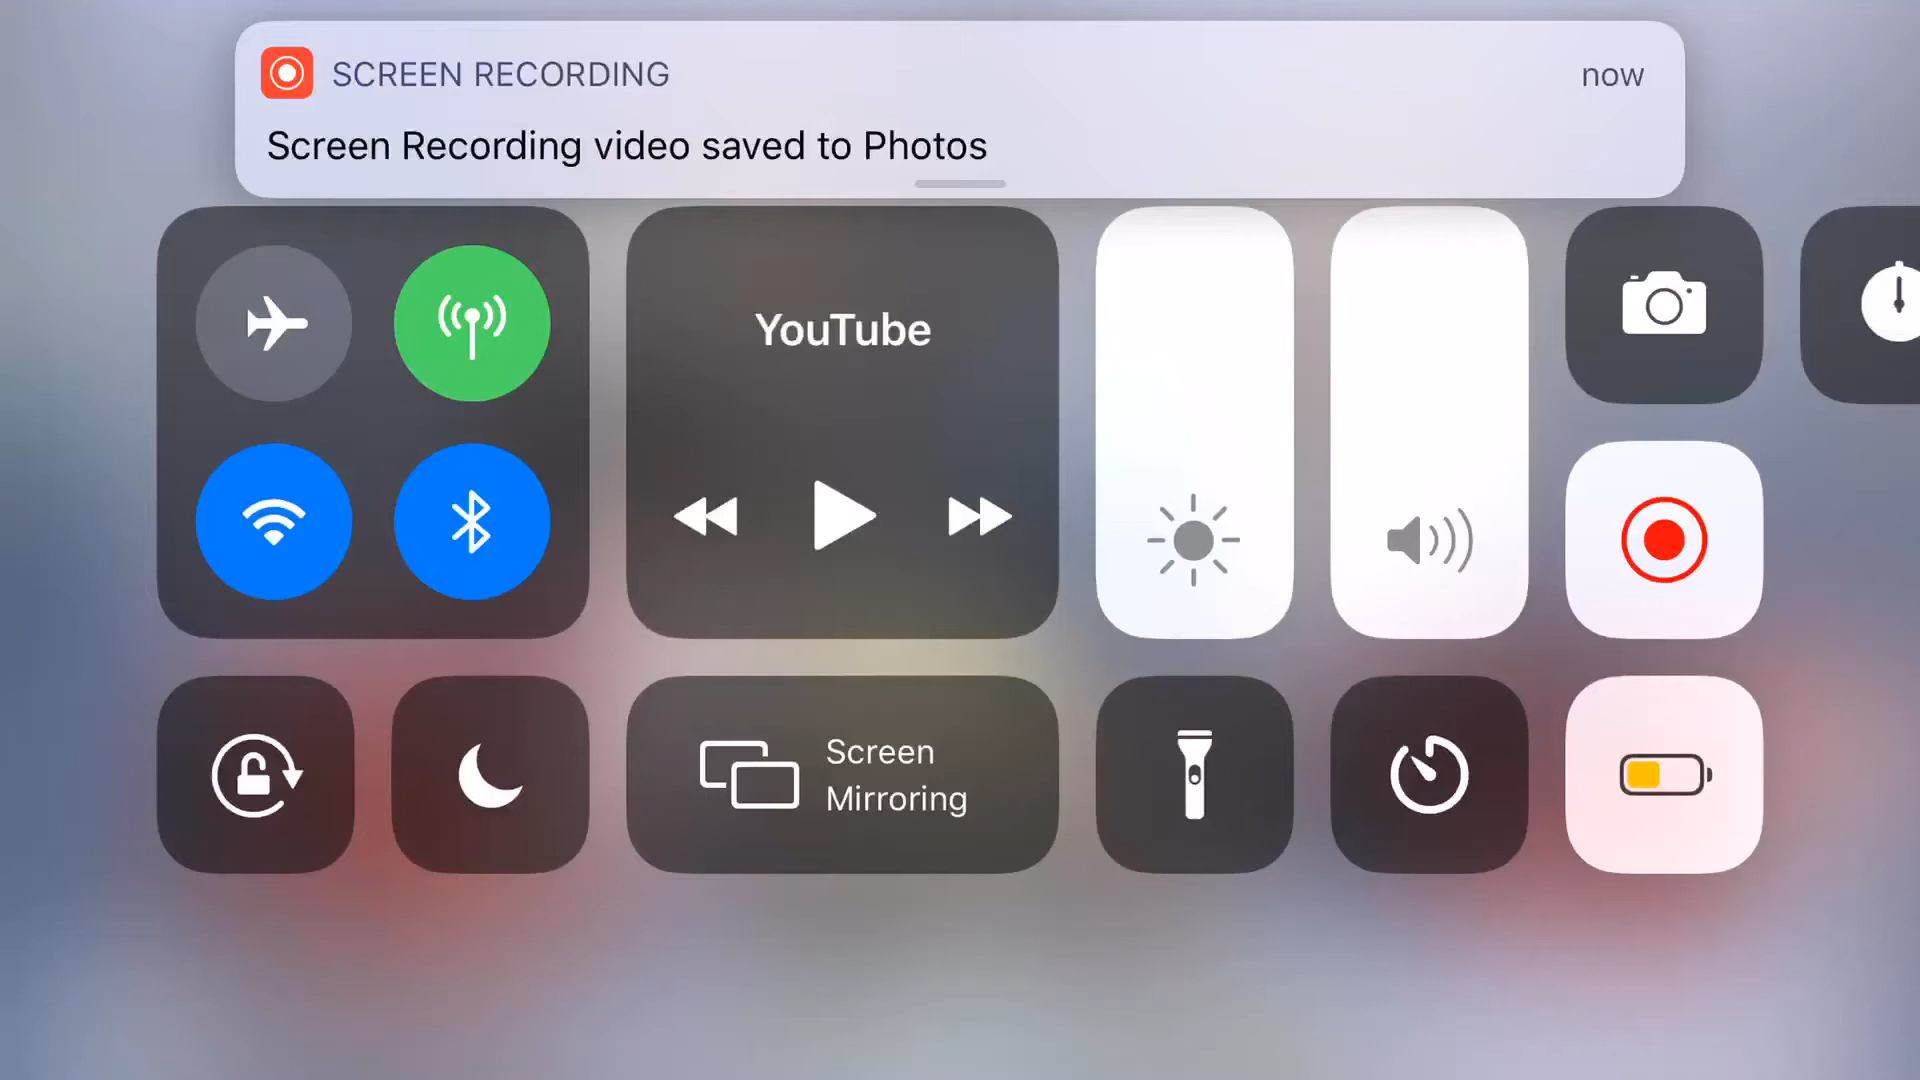 SCREEN RECORDING
now
Screen Recording video saved to Photos
YouTube
Screen
Mirroring